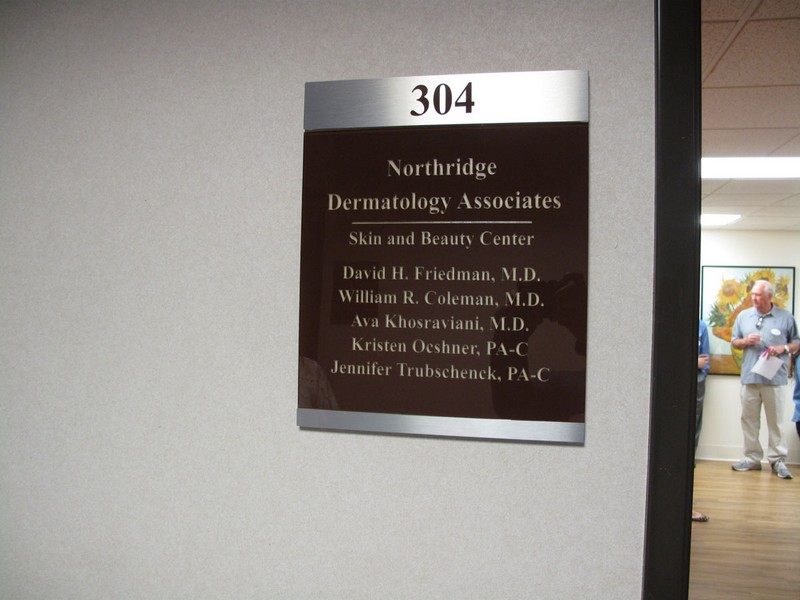 304
Northridge
Dermatology Associates
Skin and Beauty Center
David H. Friedman, M.D.
William R. Coleman, M.D.
Ava Khosraviani, M.D.
Kristen Ocshner, PA-C
Jennifer Trubschenck, PA-C